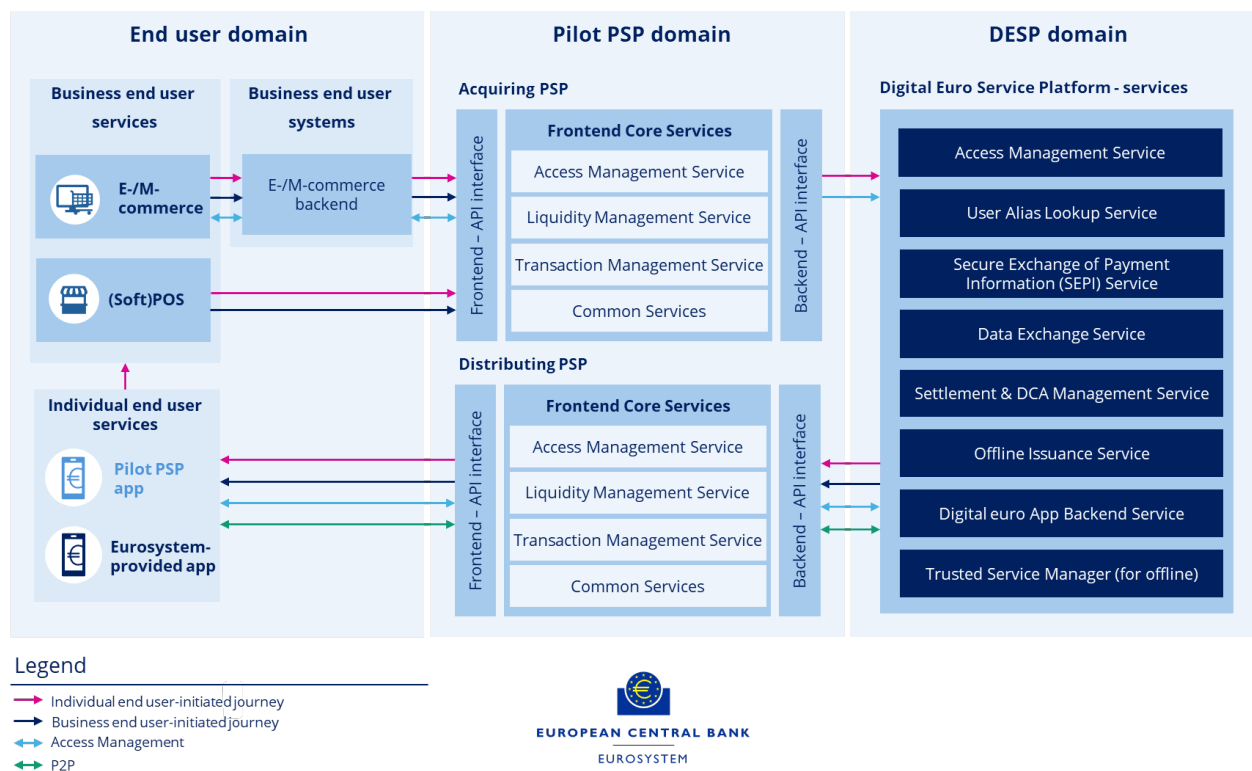 End user domain
Business end user
services
E-/M-
commerce
(Soft)POS
Business end user
systems
E-/M-commerce
backend
Individual end user
services
Pilot PSP
app
Eurosystem-
provided app
Pilot PSP domain
Acquiring PSP
Frontend – API interface
Frontend Core Services
Access Management Service
Liquidity Management Service
Transaction Management Service
Common Services
Backend – API interface
Distributing PSP
Frontend – API interface
Frontend Core Services
Access Management Service
Liquidity Management Service
Transaction Management Service
Common Services
Backend – API interface
DESP domain
Digital Euro Service Platform - services
Access Management Service
User Alias Lookup Service
Secure Exchange of Payment
Information (SEPI) Service
Data Exchange Service
Settlement & DCA Management Service
Offline Issuance Service
Digital euro App Backend Service
Trusted Service Manager (for offline)
Legend
Individual end user-initiated journey
Business end user-initiated journey
Access Management
P2P
EUROPEAN CENTRAL BANK
EUROSYSTEM